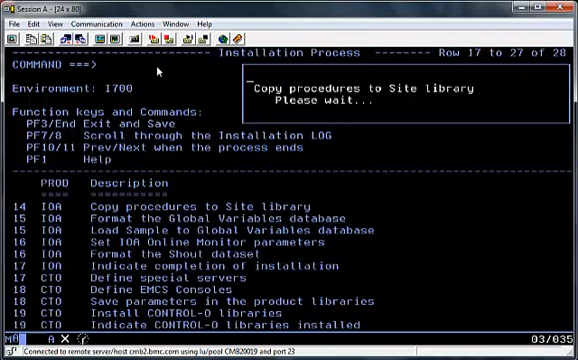 Session A - [24 x 80]
File Edit View Communication Actions Window Help
-------------------------- Installation Process -------- Row 17 to 27 of 28
COMMAND ===>
Copy procedures to Site library
Please wait...
Environment: I700
Function keys and Commands:
PF3/End Exit and Save
PF7/8 Scroll through the Installation LOG
PF10/11 Prev/Next when the process ends
PF1 Help
PROD Description
==== ===========
14 IOA Copy procedures to Site library
15 IOA Format the Global Variables database
15 IOA Load Sample to Global Variables database
16 IOA Set IOA Online Monitor parameters
16 IOA Format the Shout dataset
17 IOA Indicate completion of installation
17 CTO Define special servers
18 CTO Define EMCS Consoles
18 CTO Save parameters in the product libraries
19 CTO Install CONTROL-O libraries
19 CTO Indicate CONTROL-O libraries installed
MA A X 03/035
Connected to remote server/host cmb2.bmc.com using lu/pool CMB20019 and port 23